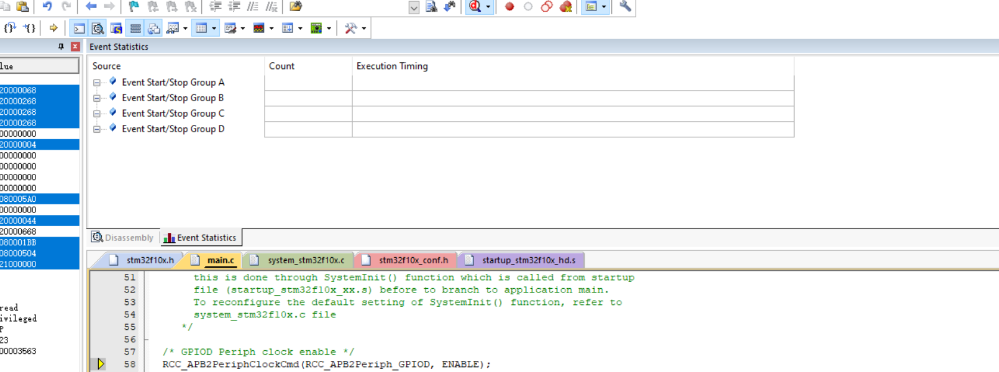 Event Statistics
lue
Source Count Execution Timing
Event Start/Stop Group A
Event Start/Stop Group B
Event Start/Stop Group C
Event Start/Stop Group D
20000068
20000268
20000268
20000268
00000000
20000004
00000000
00000000
00000000
00000000
080005A0
00000000
20000044
20000668
080001BB
08000504
21000000
read
ivileged
P
23
00003563
Disassembly Event Statistics
stm32f10x.h main.c system_stm32f10x.c stm32f10x_conf.h startup_stm32f10x_hd.s
51 this is done through SystemInit() function which is called from startup
52 file (startup_stm32f10x_xx.s) before to branch to application main.
53 To reconfigure the default setting of SystemInit() function, refer to
54 system_stm32f10x.c file
55 */
56
57 /* GPIOD Periph clock enable */
58 RCC_APB2PeriphClockCmd(RCC_APB2Periph_GPIOD, ENABLE);